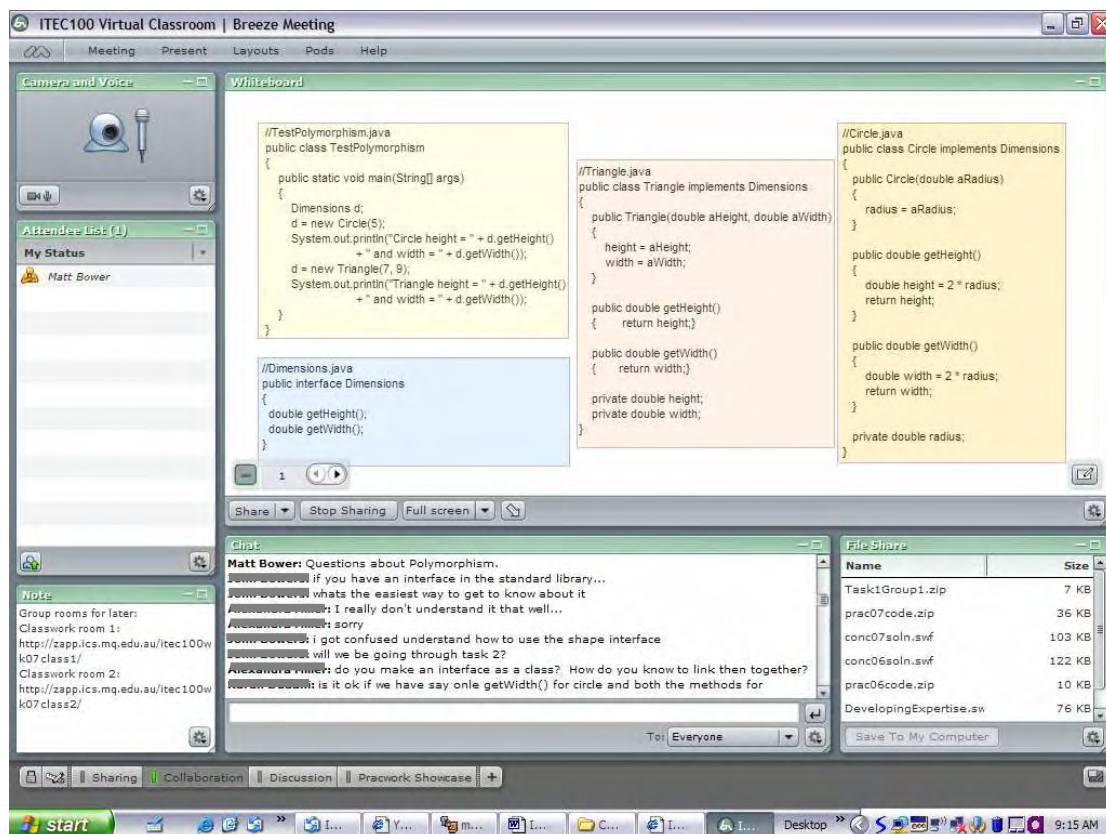 ITEC100 Virtual Classroom | Breeze Meeting
Meeting Present Layouts Pods Help
Camera and Voice
Attendee List (1)
My Status
Matt Bower
Note
Group rooms for later:
Classwork room 1:
http://zapp.ics.mq.edu.au/itec100w
k07class1/
Classwork room 2:
http://zapp.ics.mq.edu.au/itec100w
k07class2/
Whiteboard
//TestPolymorphism.java
public class TestPolymorphism
{
public static void main(String[] args)
{
Dimensions d;
d = new Circle(5);
System.out.println("Circle height = " + d.getHeight()
+ " and width = " + d.getWidth());
d = new Triangle(7, 9);
System.out.println("Triangle height = " + d.getHeight()
+ " and width = " + d.getWidth());
}
}
//Dimensions.java
public interface Dimensions
{
double getHeight();
double getWidth();
}
//Triangle.java
public class Triangle implements Dimensions
{
public Triangle(double aHeight, double aWidth)
{
height = aHeight;
width = aWidth;
}
public double getHeight()
{ return height;}
public double getWidth()
{ return width;}
private double height;
private double width;
}
//Circle.java
public class Circle implements Dimensions
{
public Circle(double aRadius)
{
radius = aRadius;
}
public double getHeight()
{
double height = 2 * radius;
return height;
}
public double getWidth()
{
double width = 2 * radius;
return width;
}
private double radius;
}
1
Share Stop Sharing Full screen
Chat
Matt Bower: Questions about Polymorphism.
if you have an interface in the standard library...
whats the easiest way to get to know about it
I really don't understand it that well...
sorry
i got confused understand how to use the shape interface
will we be going through task 2?
do you make an interface as a class? How do you know to link then together?
is it ok if we have say onle getWidth() for circle and both the methods for
To: Everyone
File Share
Name Size
Task1Group1.zip 7 KB
prac07code.zip 36 KB
conc07soln.swf 103 KB
conc06soln.swf 122 KB
prac06code.zip 10 KB
DevelopingExpertise.sw 76 KB
Save To My Computer
Sharing Collaboration Discussion Pracwork Showcase +
start » I... Y... m... I... C... I... I... Desktop » 9:15 AM